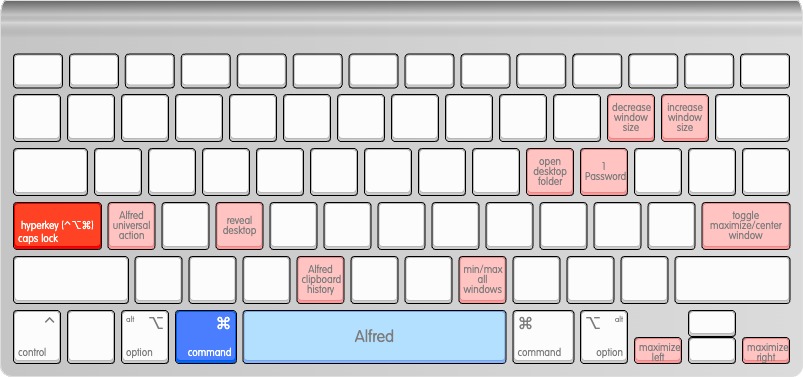 decrease
window
size
increase
window
size
open
desktop
folder
1
Password
hyperkey (^⌥⌘)
caps lock
Alfred
universal
action
reveal
desktop
toggle
maximize/center
window
Alfred
clipboard
history
min/max
all
windows
^
control
alt ⌥
option
⌘
command
Alfred
⌘
command
⌥ alt
option
maximize
left
maximize
right